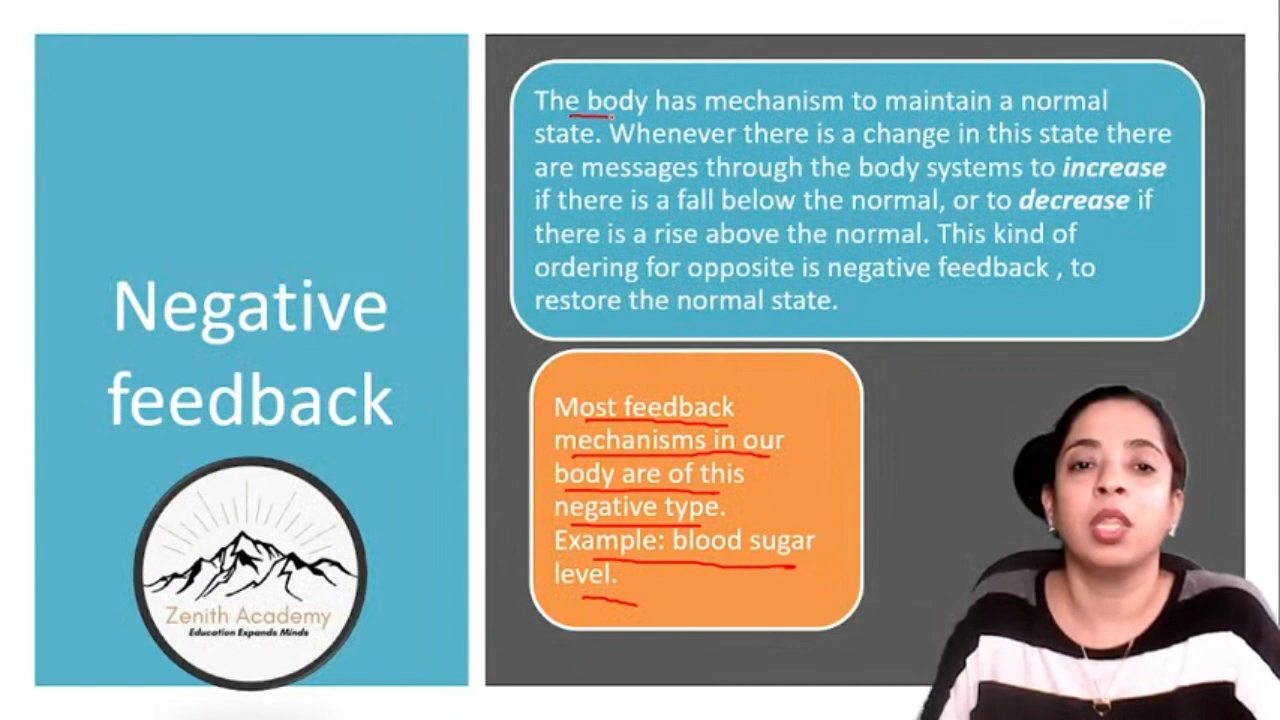 Negative
feedback
Zenith Academy
Education Expands Minds
The body has mechanism to maintain a normal
state. Whenever there is a change in this state there
are messages through the body systems to increase
if there is a fall below the normal, or to decrease if
there is a rise above the normal. This kind of
ordering for opposite is negative feedback , to
restore the normal state.
Most feedback
mechanisms in our
body are of this
negative type.
Example: blood sugar
level.